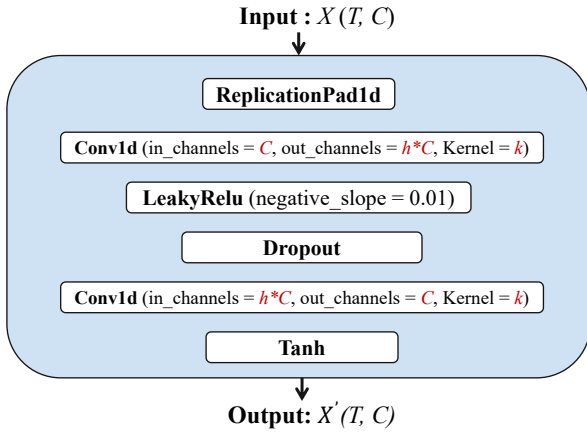 Input : X (T, C)
ReplicationPad1d
Conv1d (in_channels = C, out_channels = h*C, Kernel = k)
LeakyRelu (negative_slope = 0.01)
Dropout
Conv1d (in_channels = h*C, out_channels = C, Kernel = k)
Tanh
Output: X' (T, C)